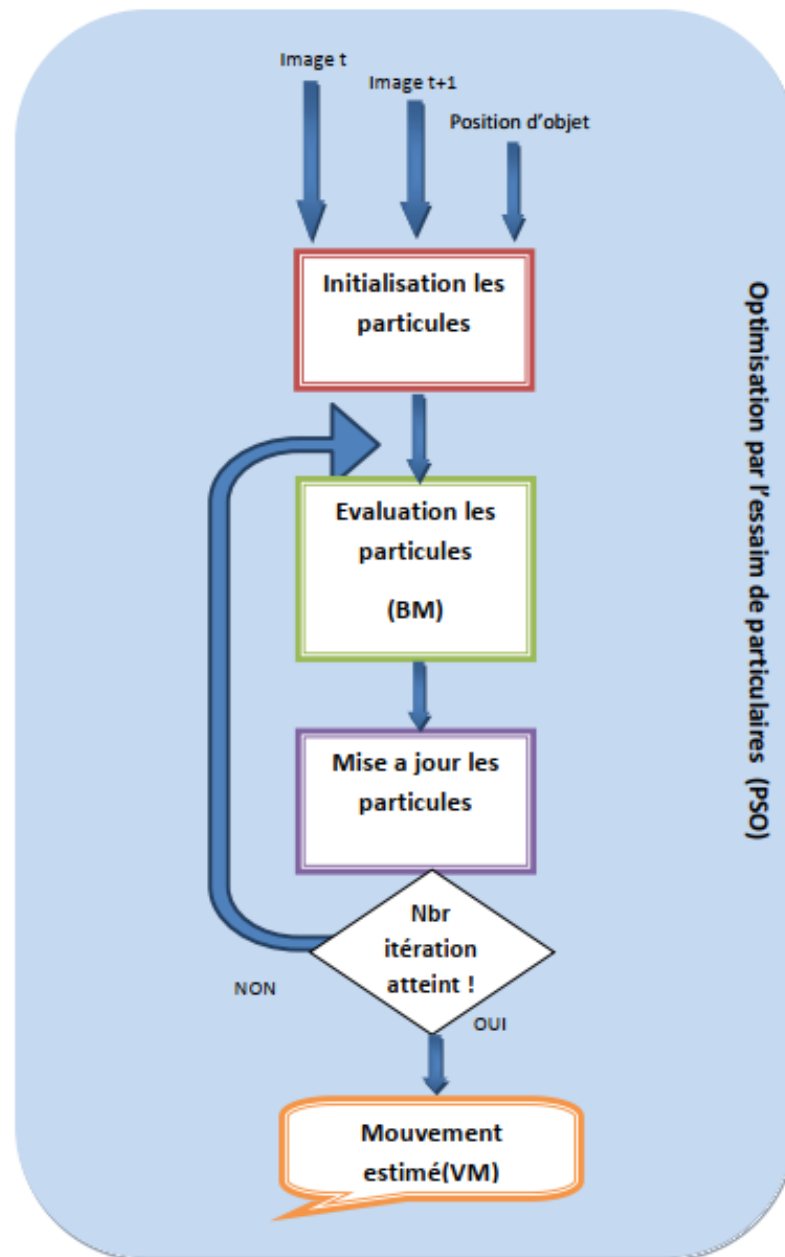 Image t
Image t+1
Position d'objet
Initialisation les
particules
Evaluation les
particules
(BM)
Mise a jour les
particules
Nbr
itération
atteint !
NON
OUI
Mouvement
estimé(VM)
Optimisation par l'essaim de particulaires (PSO)